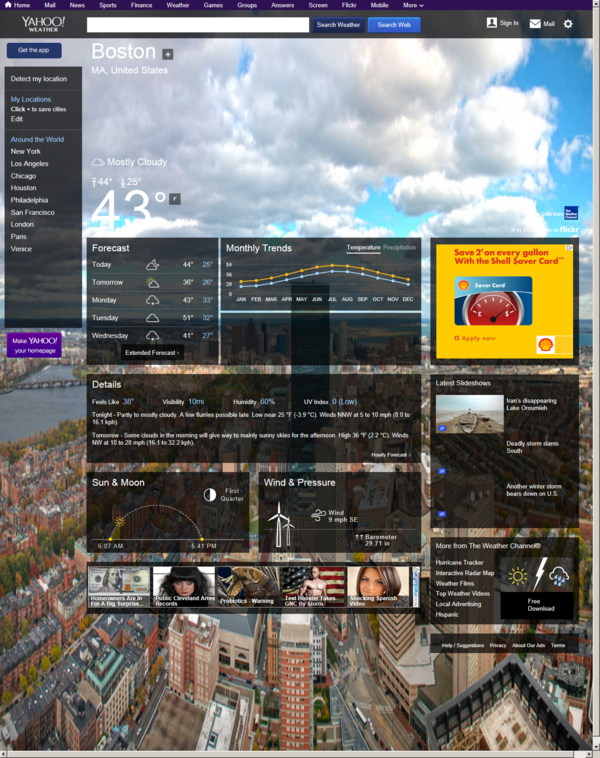 Home Mail News Sports Finance Weather Games Groups Answers Screen Flickr Mobile More
YAHOO!
WEATHER
Search Weather
Search Web
Sign In
Mail
Get the app
Boston
MA, United States
Detect my location
My Locations
Click + to save cities
Edit
Around the World
New York
Los Angeles
Chicago
Houston
Philadelphia
San Francisco
London
Paris
Venice
Make YAHOO!
your homepage
Mostly Cloudy
44° 25°
43°
F
The Weather Channel
flickr
Forecast
Today 44° 25°
Tomorrow 36° 26°
Monday 43° 33°
Tuesday 51° 32°
Wednesday 41° 27°
Extended Forecast ›
Monthly Trends
Temperature Precipitation
84
56
28
0
JAN FEB MAR APR MAY JUN JUL AUG SEP OCT NOV DEC
Save 2¢ on every gallon
With the Shell Saver Card
Saver Card
Apply now
Details
Feels Like 38° Visibility 10mi Humidity 60% UV Index 0 (Low)
Tonight - Partly to mostly cloudy. A few flurries possible late. Low near 25 °F (-3.9 °C). Winds NNW at 5 to 10 mph (8.0 to
16.1 kph).
Tomorrow - Some clouds in the morning will give way to mainly sunny skies for the afternoon. High 36 °F (2.2 °C). Winds
NW at 10 to 20 mph (16.1 to 32.2 kph).
Hourly Forecast ›
Latest Slideshows
Iran's disappearing
Lake Oroumieh
Deadly storm slams
South
Another winter storm
bears down on U.S.
Sun & Moon
First
Quarter
6:07 AM 5:41 PM
Wind & Pressure
Wind
9 mph SE
Barometer
29.71 in
More from The Weather Channel®
Hurricane Tracker
Interactive Radar Map
Weather Films
Top Weather Videos
Local Advertising
Hispanic
Free
Download
Homeowners Are In
For A Big Surprise...
Public Cleveland Arres
Records
Probiotics - Warning
Test Booster Takes
GNC By Storm
Shocking Spanish
Video
Help / Suggestions Privacy About Our Ads Terms